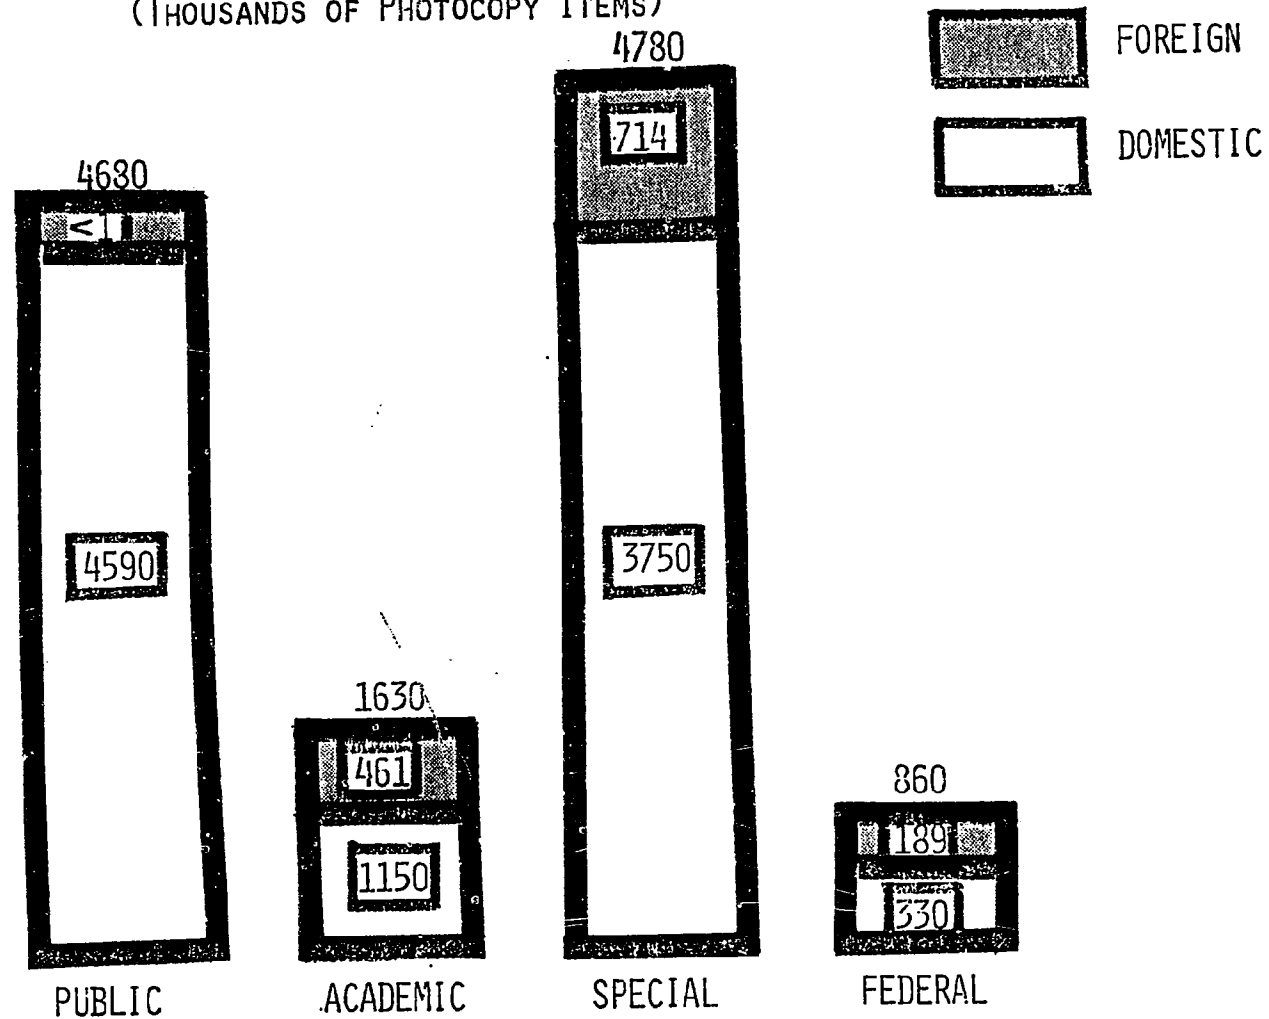 (THOUSANDS OF PHOTOCOPY ITEMS)
FOREIGN
DOMESTIC
4780
714
4680
< 1
4590
3750
1630
461
1150
860
189
330
PUBLIC
ACADEMIC
SPECIAL
FEDERAL